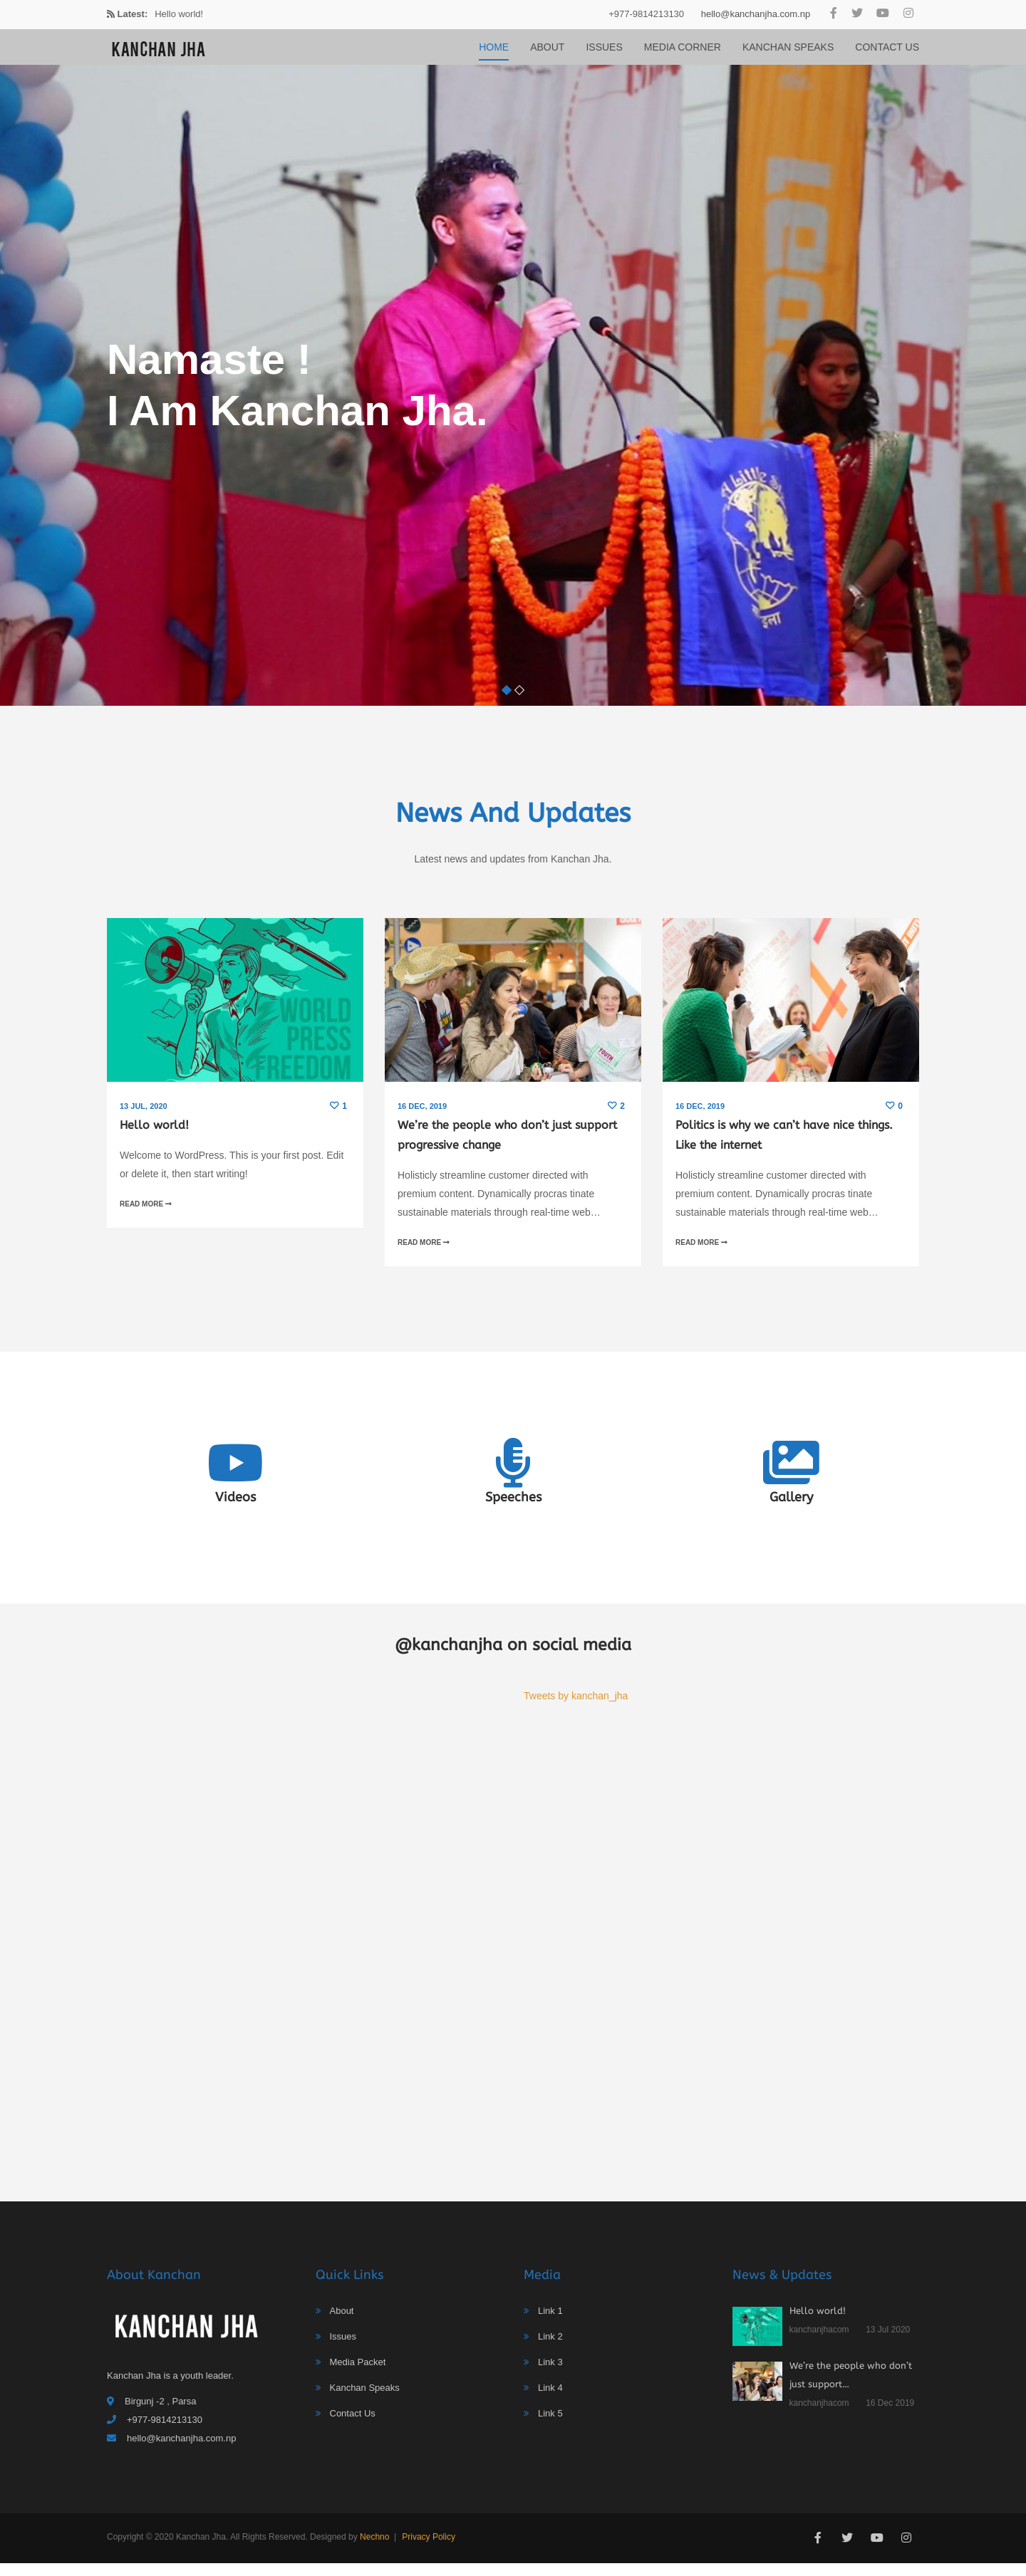 Latest: Hello world!
+977-9814213130 hello@kanchanjha.com.np
KANCHAN JHA
HOME ABOUT ISSUES MEDIA CORNER KANCHAN SPEAKS CONTACT US
Namaste !
I Am Kanchan Jha.
News And Updates
Latest news and updates from Kanchan Jha.
WORLD
PRESS
FREEDOM
13 JUL, 2020 1
Hello world!
Welcome to WordPress. This is your first post. Edit
or delete it, then start writing!
READ MORE
YOUTH
16 DEC, 2019 2
We're the people who don't just support
progressive change
Holisticly streamline customer directed with
premium content. Dynamically procras tinate
sustainable materials through real-time web…
READ MORE
16 DEC, 2019 0
Politics is why we can't have nice things.
Like the internet
Holisticly streamline customer directed with
premium content. Dynamically procras tinate
sustainable materials through real-time web…
READ MORE
Videos
Speeches
Gallery
@kanchanjha on social media
Tweets by kanchan_jha
About Kanchan
KANCHAN JHA
Kanchan Jha is a youth leader.
Birgunj -2 , Parsa
+977-9814213130
hello@kanchanjha.com.np
Quick Links
About
Issues
Media Packet
Kanchan Speaks
Contact Us
Media
Link 1
Link 2
Link 3
Link 4
Link 5
News & Updates
Hello world!
kanchanjhacom 13 Jul 2020
We're the people who don't
just support...
kanchanjhacom 16 Dec 2019
Copyright © 2020 Kanchan Jha. All Rights Reserved. Designed by Nechno | Privacy Policy